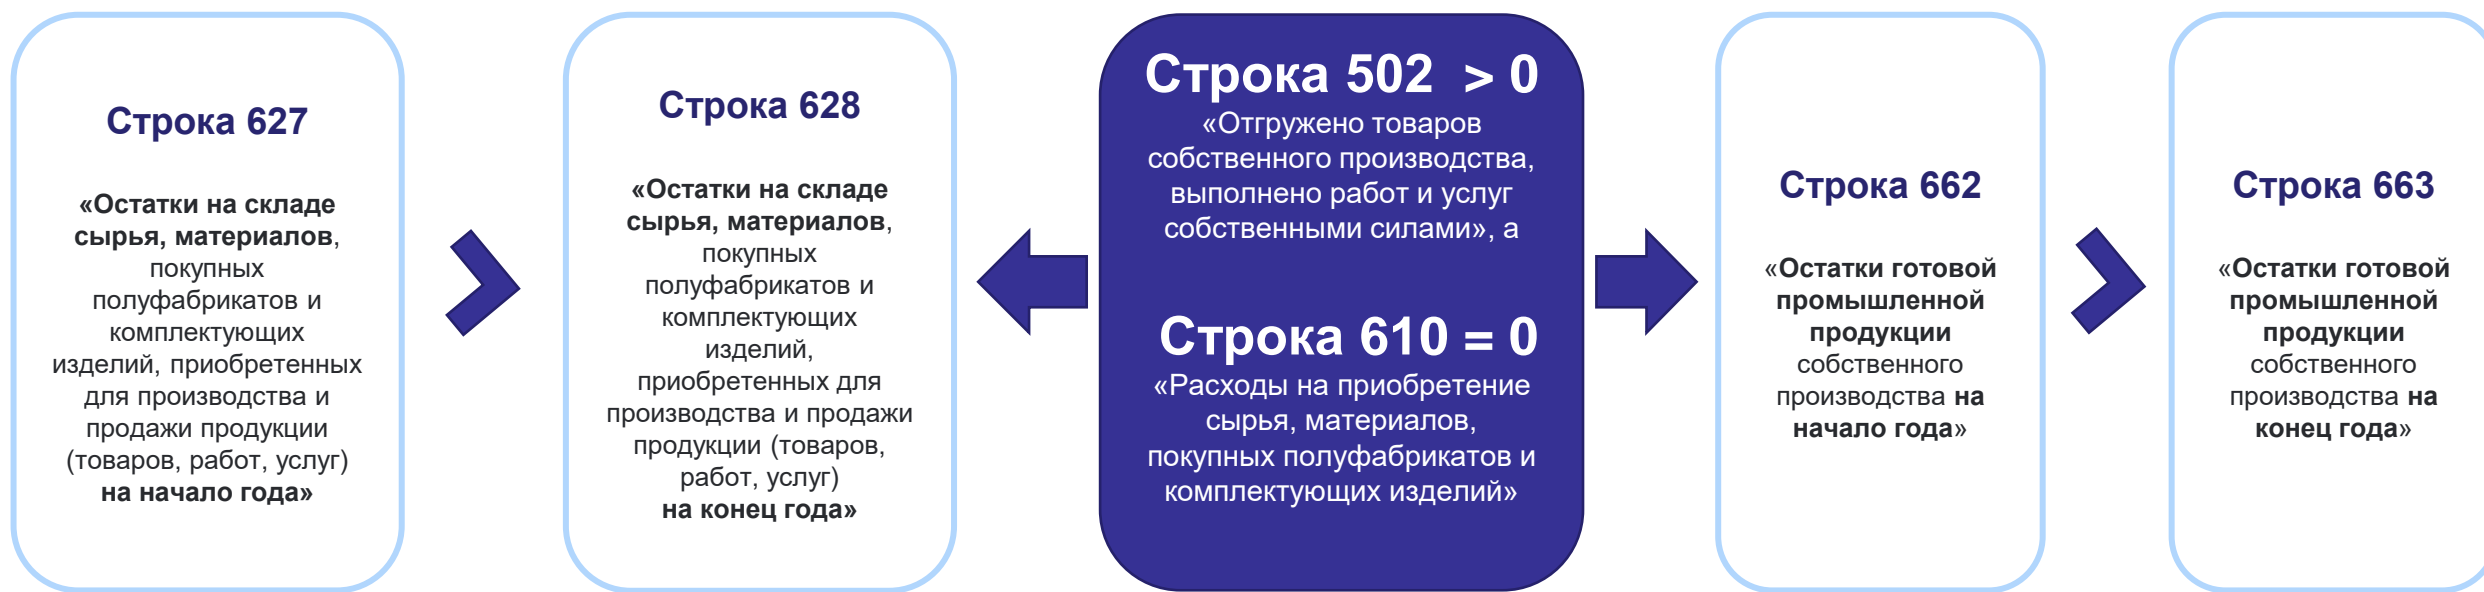 Строка 627
«Остатки на складе
сырья, материалов,
покупных
полуфабрикатов и
комплектующих
изделий, приобретенных
для производства и
продажи продукции
(товаров, работ, услуг)
на начало года»
Строка 628
«Остатки на складе
сырья, материалов,
покупных
полуфабрикатов и
комплектующих
изделий,
приобретенных для
производства и продажи
продукции (товаров,
работ, услуг)
на конец года»
Строка 502 > 0
«Отгружено товаров
собственного производства,
выполнено работ и услуг
собственными силами», а
Строка 610 = 0
«Расходы на приобретение
сырья, материалов,
покупных полуфабрикатов и
комплектующих изделий»
Строка 662
«Остатки готовой
промышленной
продукции
собственного
производства на
начало года»
Строка 663
«Остатки готовой
промышленной
продукции
собственного
производства на
конец года»